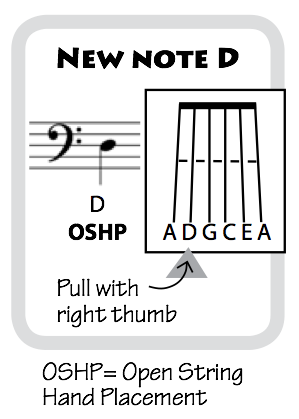 NEW NOTE D
D
OSHP
A D G C E A
Pull with
right thumb
OSHP= Open String
Hand Placement